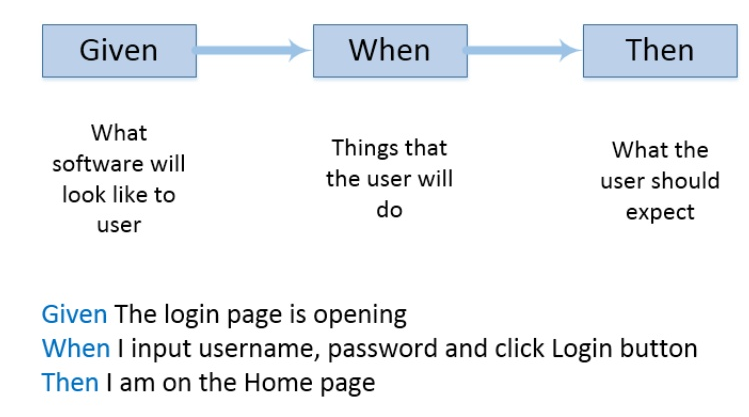 Given
When
Then
What
software will
look like to
user
Things that
the user will
do
What the
user should
expect
Given The login page is opening
When I input username, password and click Login button
Then I am on the Home page